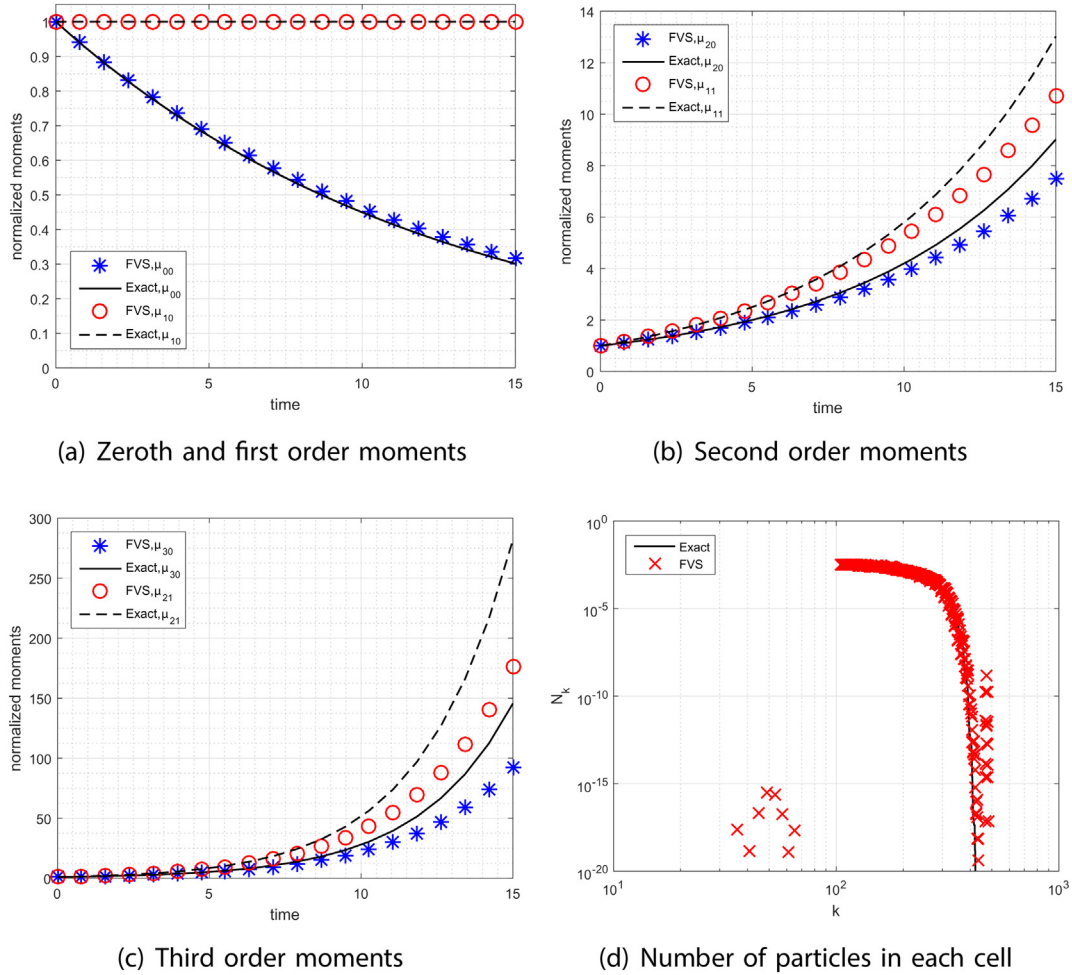 1
0.9
0.8
0.7
0.6
0.5
0.4
0.3
0.2
0.1
0
0 5 10 15
normalized moments
time
FVS,μ00
Exact,μ00
FVS,μ10
Exact,μ10
(a) Zeroth and first order moments
14
12
10
8
6
4
2
0
0 5 10 15
normalized moments
time
FVS,μ20
Exact,μ20
FVS,μ11
Exact,μ11
(b) Second order moments
300
250
200
150
100
50
0
0 5 10 15
normalized moments
time
FVS,μ30
Exact,μ30
FVS,μ21
Exact,μ21
(c) Third order moments
10^0
10^-5
10^-10
10^-15
10^-20
10^1 10^2 10^3
N_k
k
Exact
FVS
(d) Number of particles in each cell